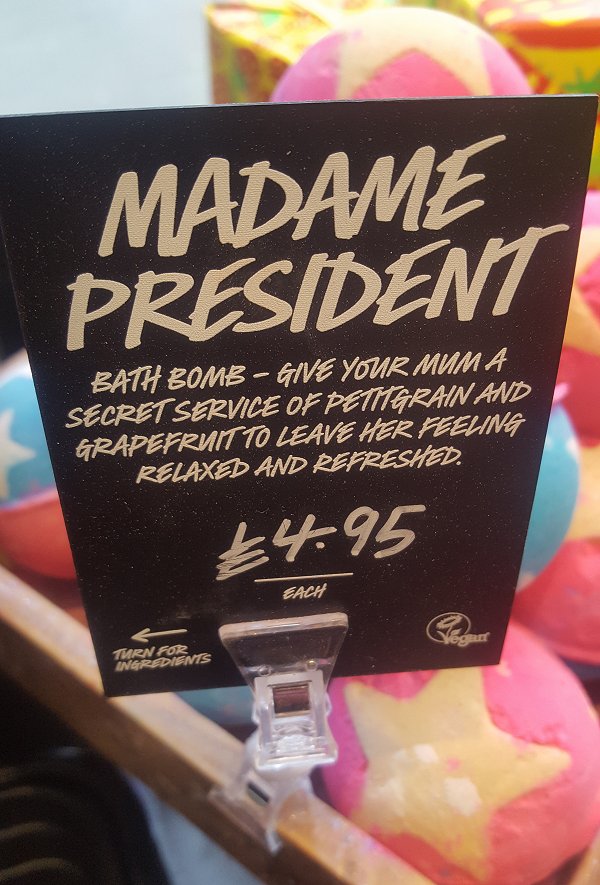 MADAME
PRESIDENT
BATH BOMB – GIVE YOUR MUM A
SECRET SERVICE OF PETITGRAIN AND
GRAPEFRUIT TO LEAVE HER FEELING
RELAXED AND REFRESHED.
£4.95
EACH
←
TURN FOR
INGREDIENTS
Vegan